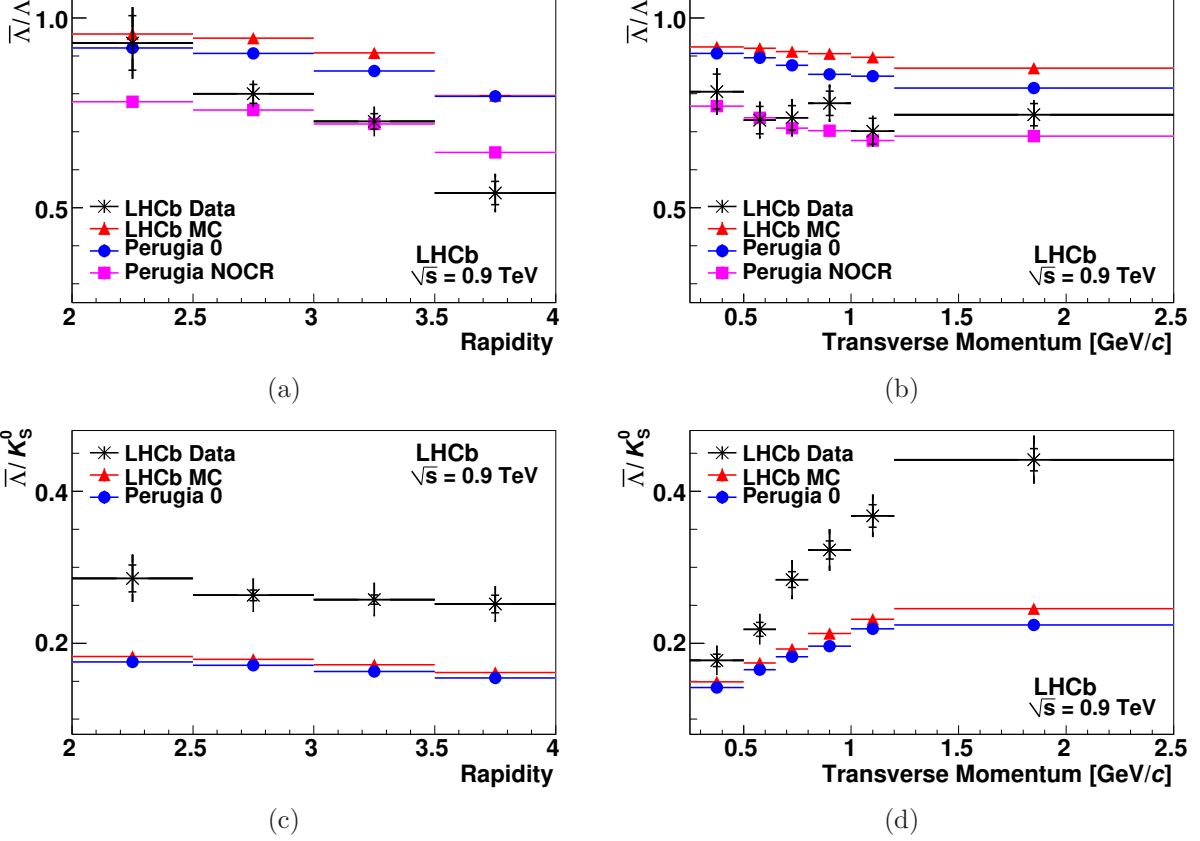 Λ̅/Λ
1.0
0.5
LHCb Data
LHCb MC
Perugia 0
Perugia NOCR
LHCb
√s = 0.9 TeV
2 2.5 3 3.5 4
Rapidity
(a)
Λ̅/Λ
1.0
0.5
LHCb Data
LHCb MC
Perugia 0
Perugia NOCR
LHCb
√s = 0.9 TeV
0.5 1 1.5 2 2.5
Transverse Momentum [GeV/c]
(b)
Λ̅/K⁰S
0.4
0.2
LHCb Data
LHCb MC
Perugia 0
LHCb
√s = 0.9 TeV
2 2.5 3 3.5 4
Rapidity
(c)
Λ̅/K⁰S
0.4
0.2
LHCb Data
LHCb MC
Perugia 0
LHCb
√s = 0.9 TeV
0.5 1 1.5 2 2.5
Transverse Momentum [GeV/c]
(d)